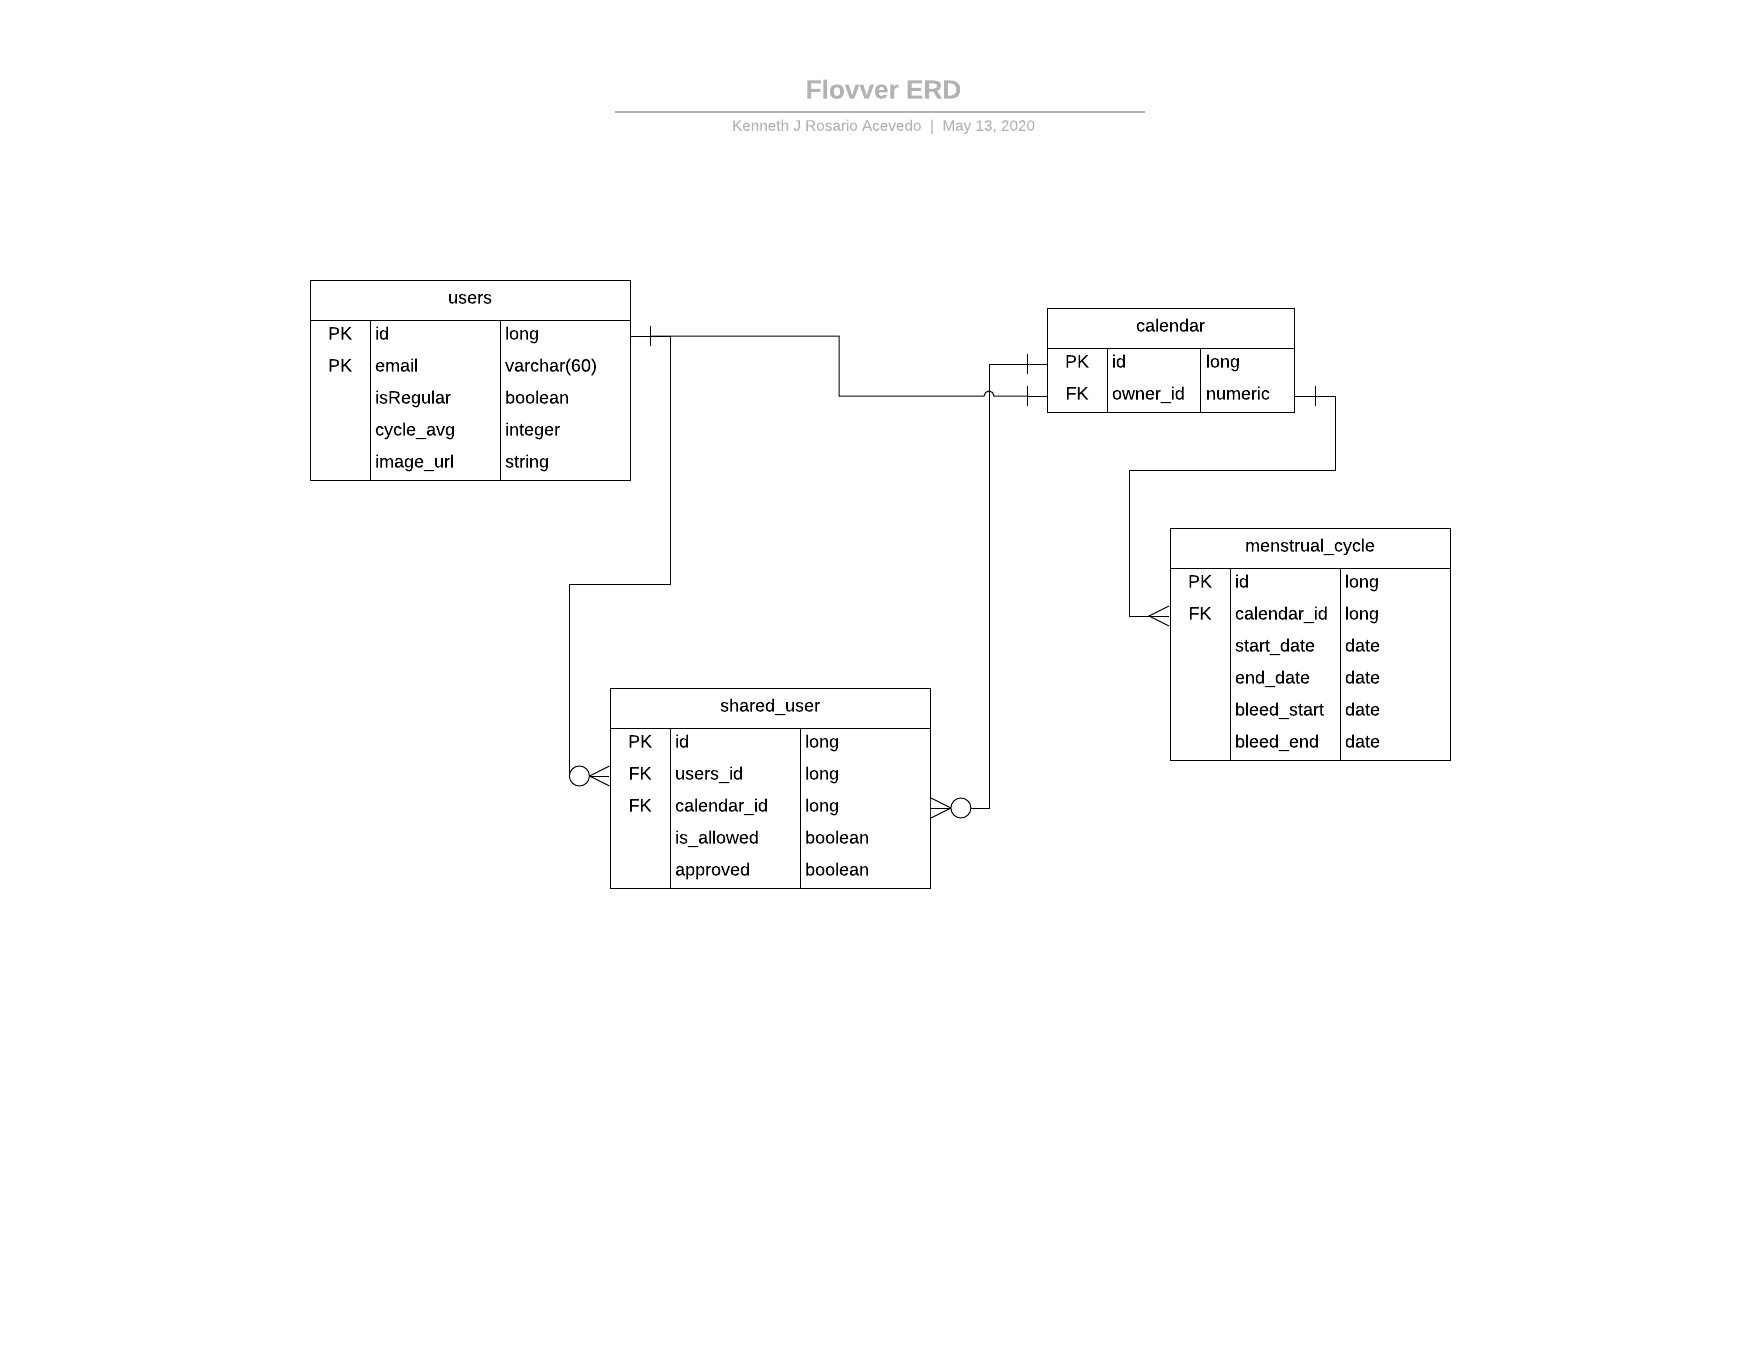 Flovver ERD
Kenneth J Rosario Acevedo | May 13, 2020
users
PK id long
PK email varchar(60)
isRegular boolean
cycle_avg integer
image_url string
calendar
PK id long
FK owner_id numeric
menstrual_cycle
PK id long
FK calendar_id long
start_date date
end_date date
bleed_start date
bleed_end date
shared_user
PK id long
FK users_id long
FK calendar_id long
is_allowed boolean
approved boolean